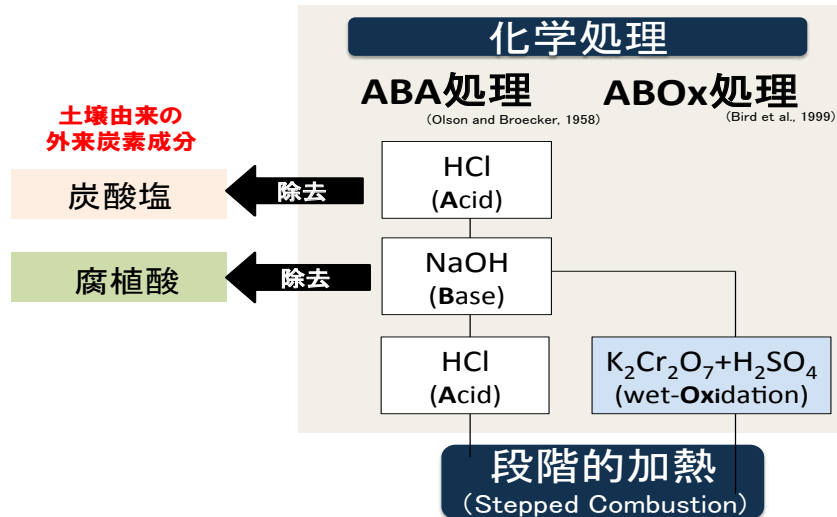 化学処理
ABA処理
(Olson and Broecker, 1958)
ABOx処理
(Bird et al., 1999)
土壌由来の
外来炭素成分
炭酸塩
除去
HCl
(Acid)
腐植酸
除去
NaOH
(Base)
HCl
(Acid)
K₂Cr₂O₇+H₂SO₄
(wet-Oxidation)
段階的加熱
(Stepped Combustion)